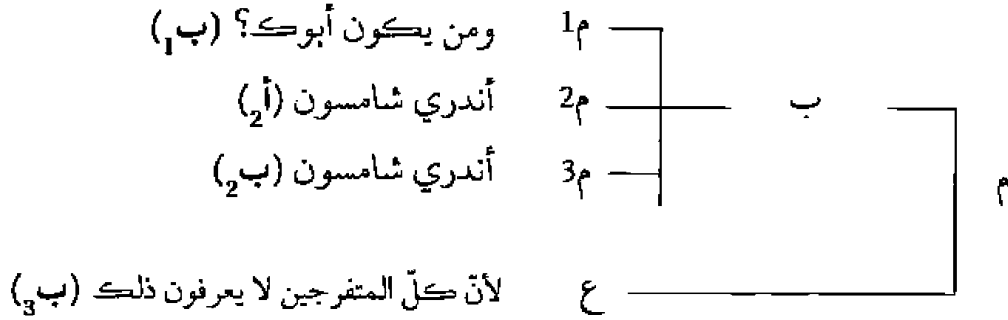 م1 ومن يكون أبوك؟ (ب1)
م2 أندري شامسون (أ2)
ب
م3 أندري شامسون (ب2)
م
ع لأنّ كلّ المتفرجين لا يعرفون ذلك (ب3)